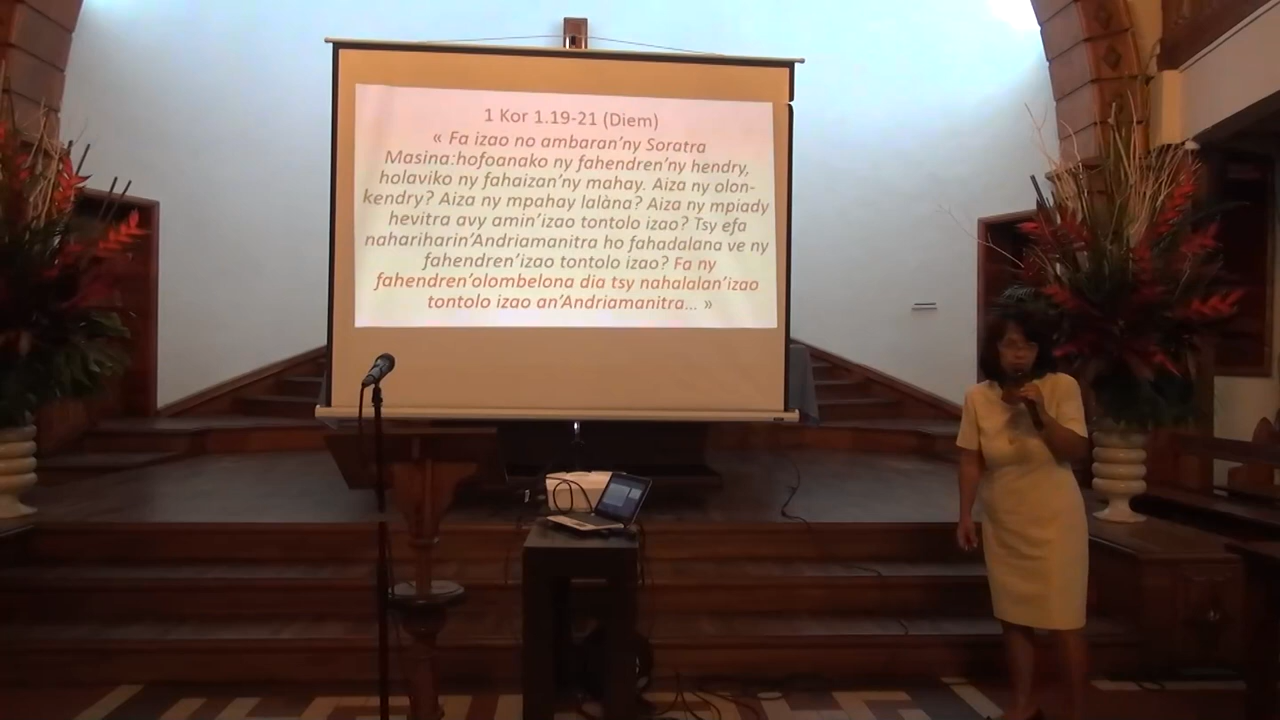 1 Kor 1.19-21 (Diem)
« Fa izao no ambaran’ny Soratra
Masina:hofoanako ny fahendren’ny hendry,
holaviko ny fahaizan’ny mahay. Aiza ny olon-
kendry? Aiza ny mpahay lalàna? Aiza ny mpiady
hevitra avy amin’izao tontolo izao? Tsy efa
nahariharin’Andriamanitra ho fahadalana ve ny
fahendren’izao tontolo izao? Fa ny
fahendren’olombelona dia tsy nahalalan’izao
tontolo izao an’Andriamanitra... »